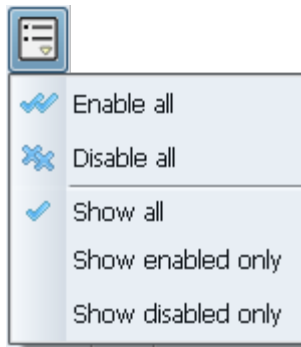 Enable all
Disable all
Show all
Show enabled only
Show disabled only